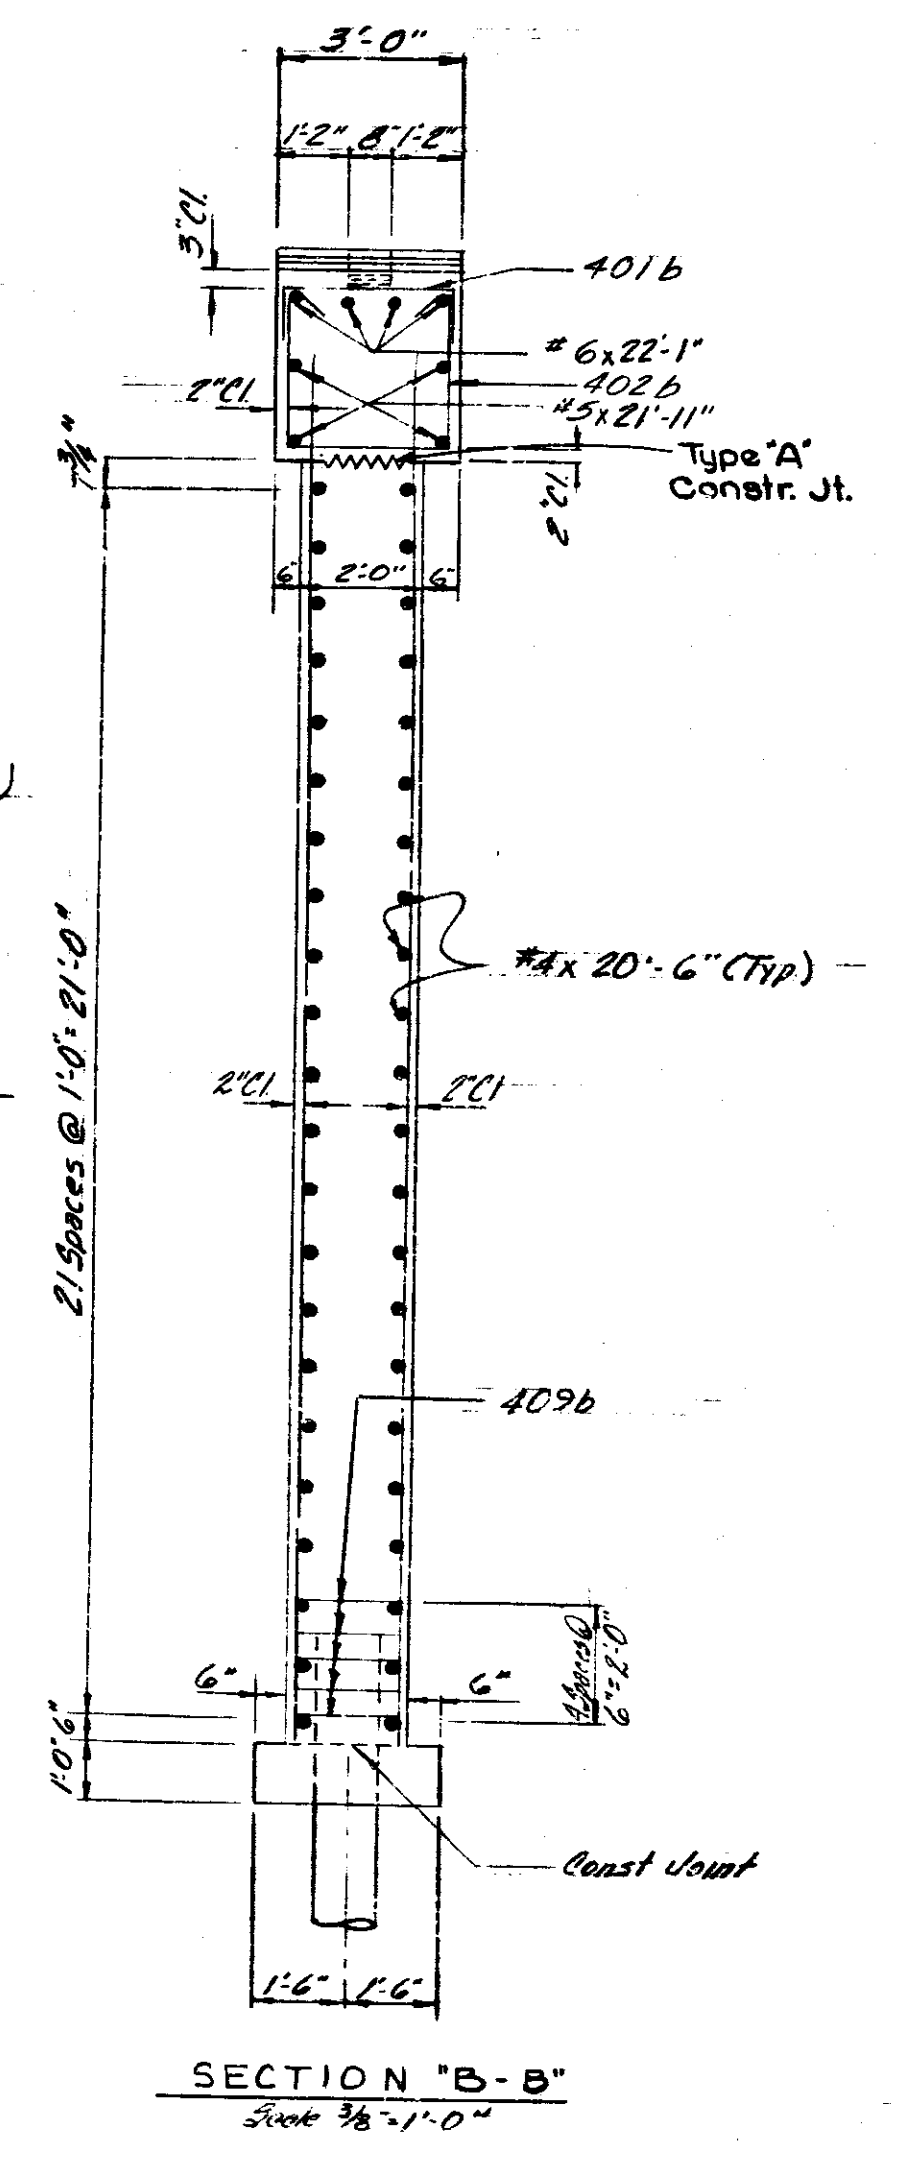 3'-0"
1'-2" 8" 1'-2"
3"Cl.
401b
#6x22'-1"
402b
2"Cl.
#5x21'-11"
Type "A"
Constr. Jt.
2"Cl.
6" 2'-0" 6"
21 Spaces @ 1'-0" = 21'-0"
#4x 20'-6" (Typ.)
2"Cl. 2"Cl.
409b
4 Spaces @
6" = 2'-0"
6" 6"
6"
1'-0"
Const Joint
1'-6" 1'-6"
SECTION "B-B"
Scale 3/8" = 1'-0"